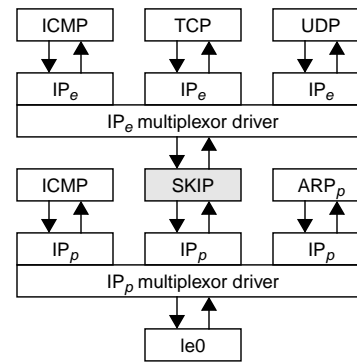 ICMP TCP UDP
IPe IPe IPe
IPe multiplexor driver
ICMP SKIP ARPp
IPp IPp IPp
IPp multiplexor driver
le0